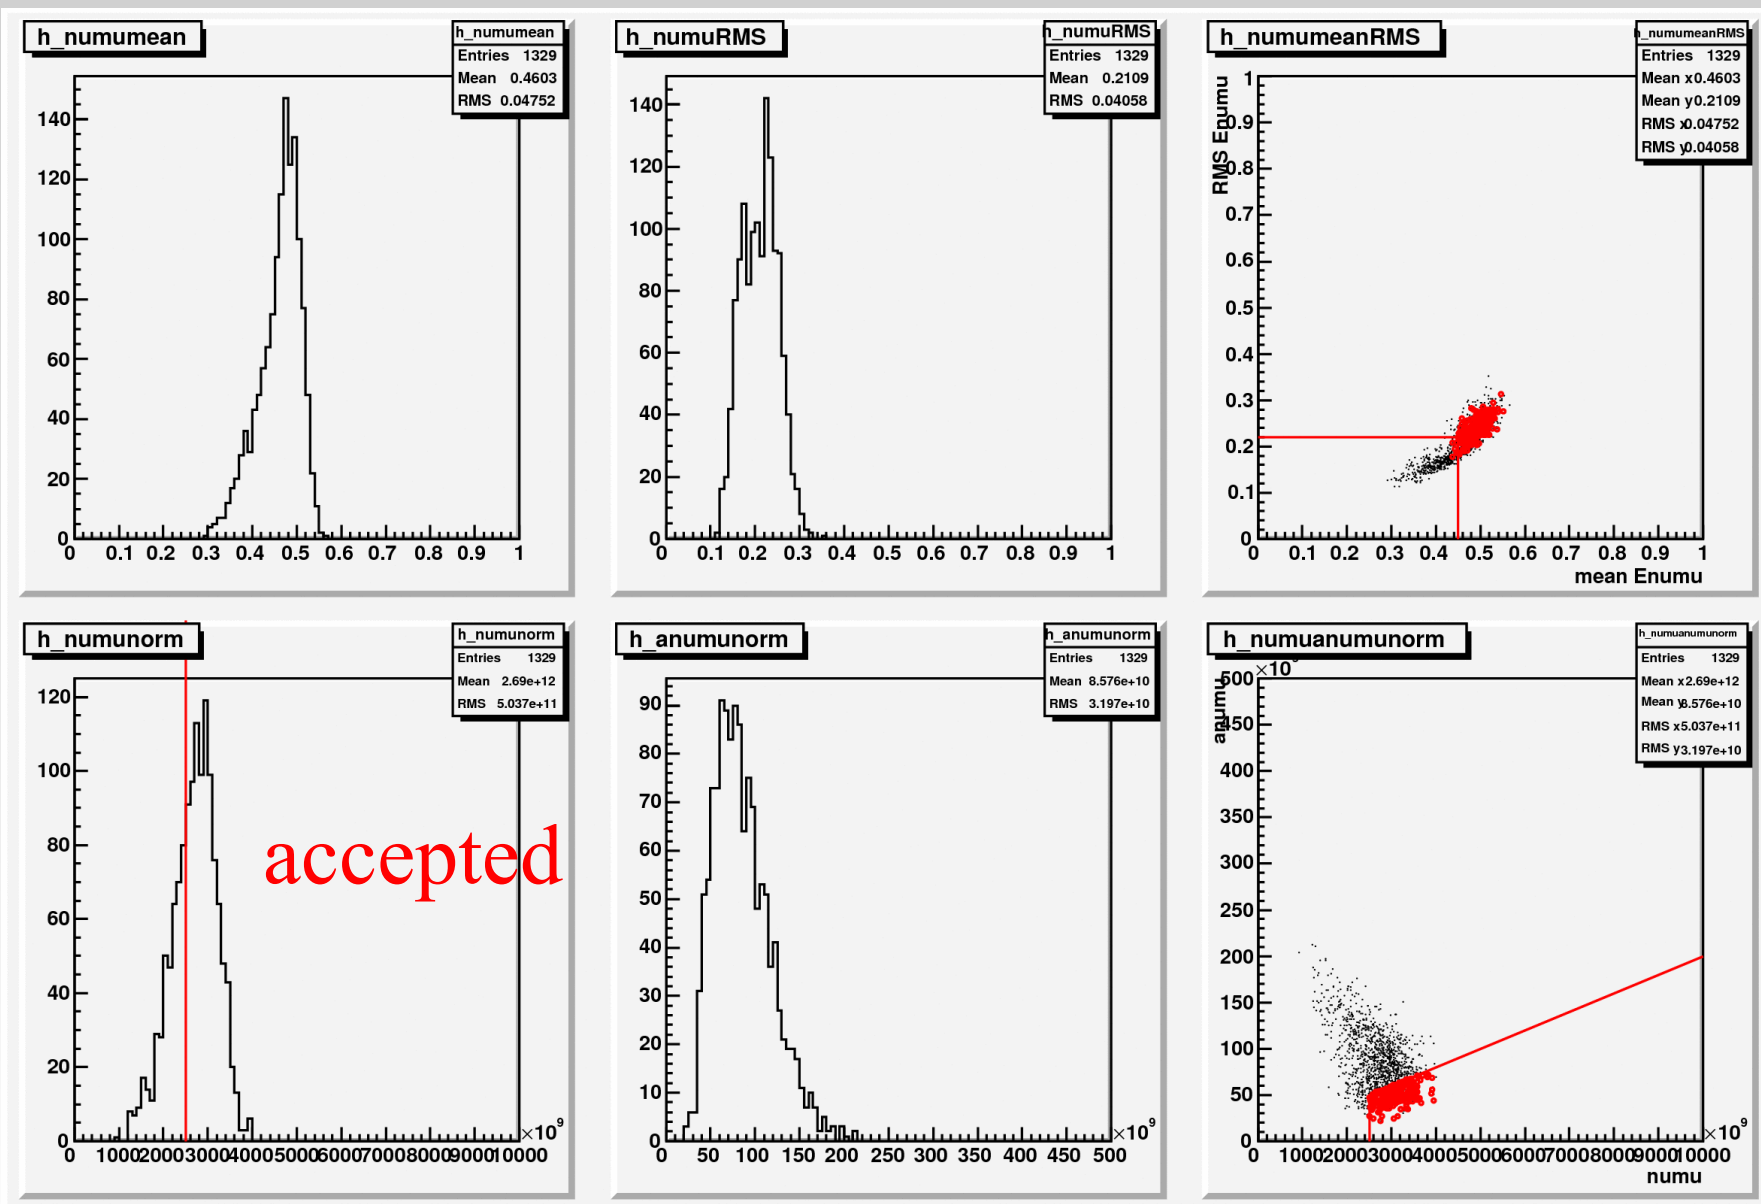 h_numumean
h_numumean
Entries 1329
Mean 0.4603
RMS 0.04752
140
120
100
80
60
40
20
0
0 0.1 0.2 0.3 0.4 0.5 0.6 0.7 0.8 0.9 1
h_numuRMS
h_numuRMS
Entries 1329
Mean 0.2109
RMS 0.04058
140
120
100
80
60
40
20
0
0 0.1 0.2 0.3 0.4 0.5 0.6 0.7 0.8 0.9 1
h_numumeanRMS
h_numumeanRMS
Entries 1329
Mean x 0.4603
Mean y 0.2109
RMS x 0.04752
RMS y 0.04058
RMS Enumu
1
0.9
0.8
0.7
0.6
0.5
0.4
0.3
0.2
0.1
0
0 0.1 0.2 0.3 0.4 0.5 0.6 0.7 0.8 0.9 1
mean Enumu
h_numunorm
h_numunorm
Entries 1329
Mean 2.69e+12
RMS 5.037e+11
120
100
80
60
40
20
0
accepted
×10⁹
0 1000 2000 3000 4000 5000 6000 7000 8000 9000 10000
h_anumunorm
h_anumunorm
Entries 1329
Mean 8.576e+10
RMS 3.197e+10
90
80
70
60
50
40
30
20
10
0
×10⁹
0 50 100 150 200 250 300 350 400 450 500
h_numuanumunorm
h_numuanumunorm
Entries 1329
Mean x 2.69e+12
Mean y 8.576e+10
RMS x 5.037e+11
RMS y 3.197e+10
×10
anumu
500
450
400
350
300
250
200
150
100
50
0
×10⁹
0 1000 2000 3000 4000 5000 6000 7000 8000 9000 10000
numu